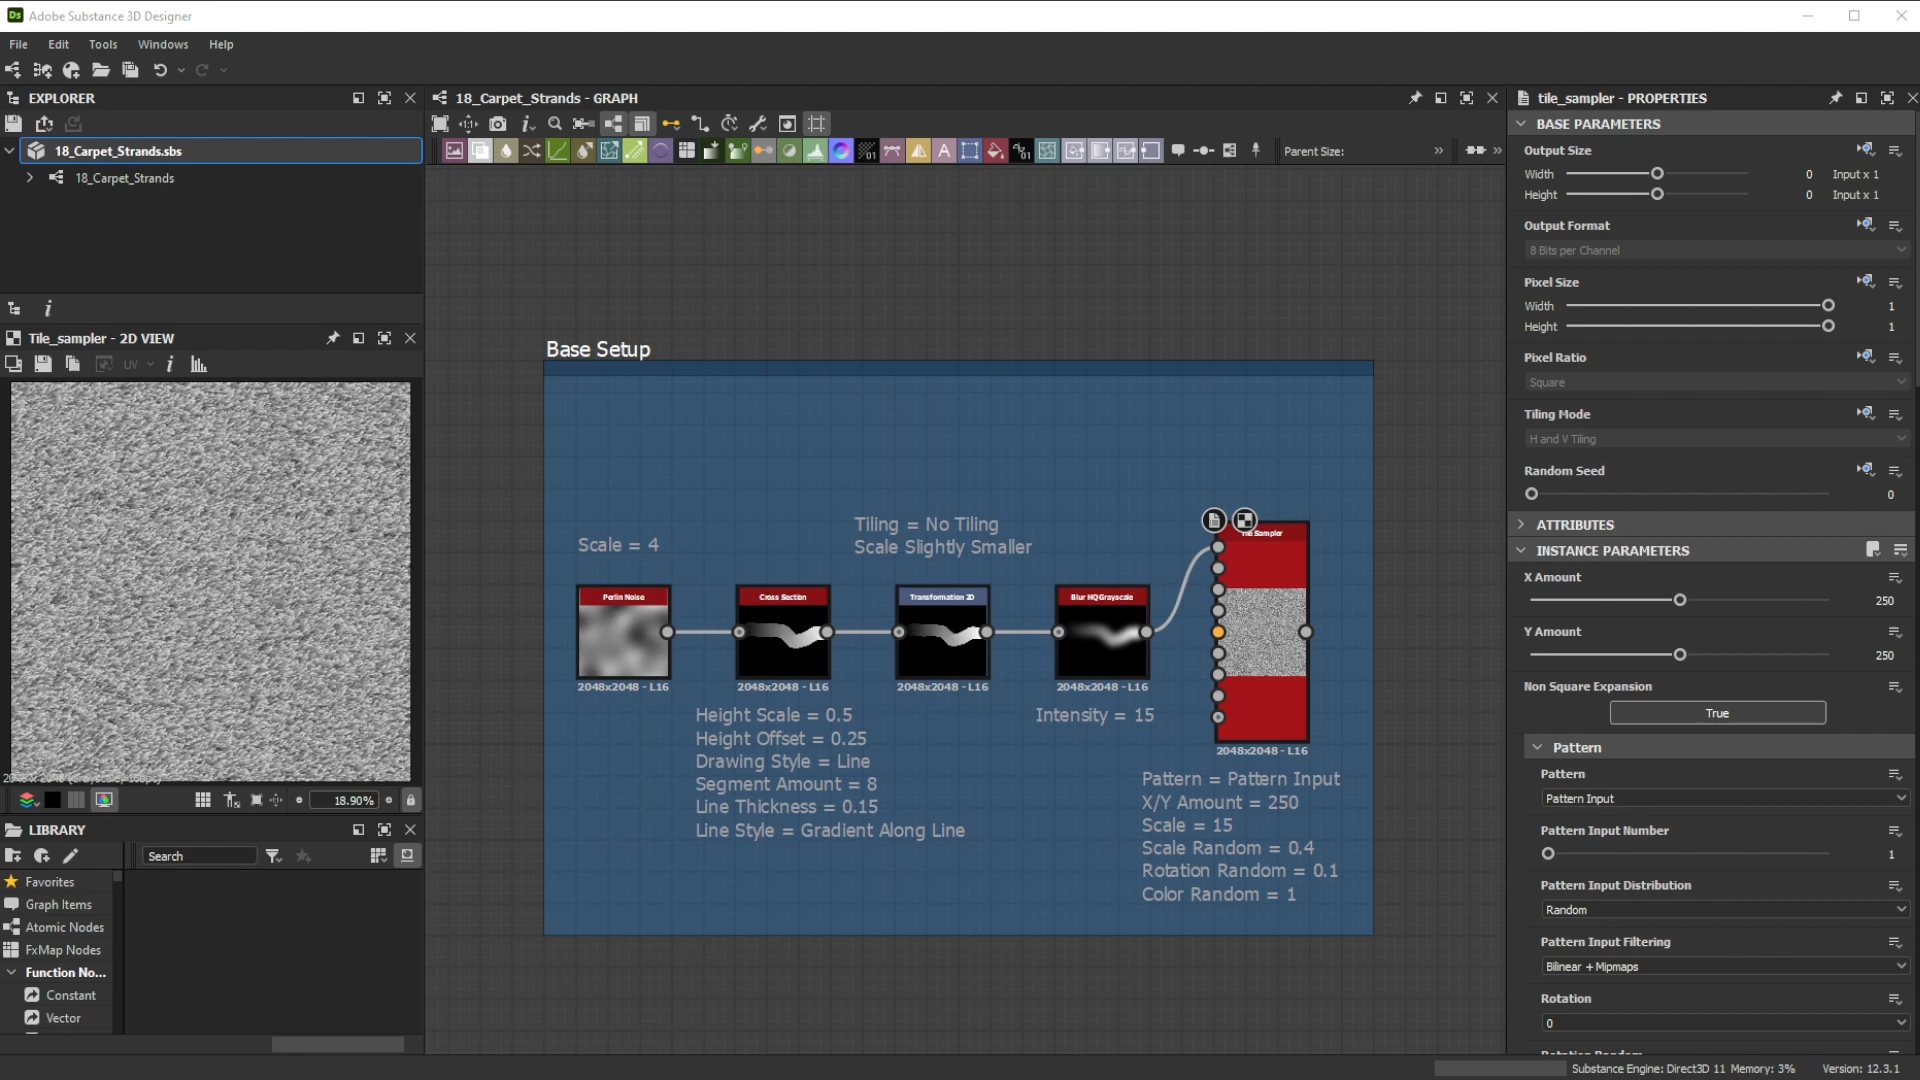 Adobe Substance 3D Designer
File Edit Tools Windows Help
EXPLORER
18_Carpet_Strands.sbs
18_Carpet_Strands
Tile_sampler - 2D VIEW
UV
18.90%
LIBRARY
Search
Favorites
Graph Items
Atomic Nodes
FxMap Nodes
Function No...
Constant
Vector
18_Carpet_Strands - GRAPH
Parent Size:
Base Setup
Scale = 4
Tiling = No Tiling
Scale Slightly Smaller
Perlin Noise
Cross Section
Transformation 2D
Blur HQ Grayscale
Tile Sampler
2048x2048 - L16
2048x2048 - L16
2048x2048 - L16
2048x2048 - L16
2048x2048 - L16
Height Scale = 0.5
Height Offset = 0.25
Drawing Style = Line
Segment Amount = 8
Line Thickness = 0.15
Line Style = Gradient Along Line
Intensity = 15
Pattern = Pattern Input
X/Y Amount = 250
Scale = 15
Scale Random = 0.4
Rotation Random = 0.1
Color Random = 1
tile_sampler - PROPERTIES
BASE PARAMETERS
Output Size
Width 0 Input x 1
Height 0 Input x 1
Output Format
8 Bits per Channel
Pixel Size
Width 1
Height 1
Pixel Ratio
Square
Tiling Mode
H and V Tiling
Random Seed
0
ATTRIBUTES
INSTANCE PARAMETERS
X Amount
250
Y Amount
250
Non Square Expansion
True
Pattern
Pattern
Pattern Input
Pattern Input Number
1
Pattern Input Distribution
Random
Pattern Input Filtering
Bilinear + Mipmaps
Rotation
0
Rotation Random
Substance Engine: Direct3D 11 Memory: 3% Version: 12.3.1